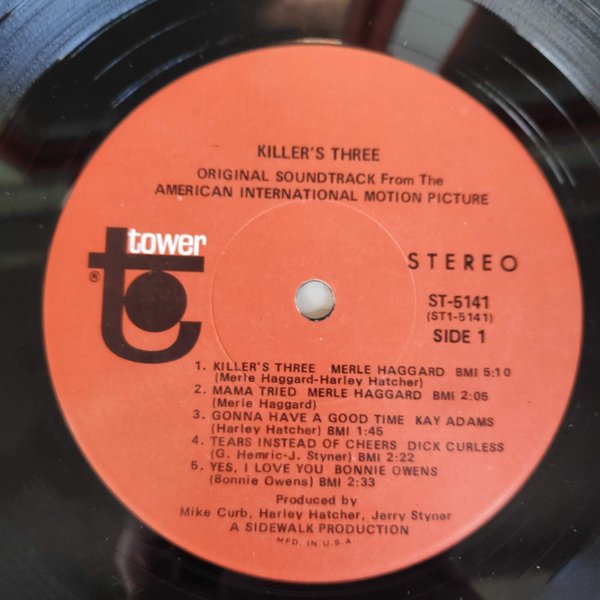 KILLER'S THREE
ORIGINAL SOUNDTRACK From The
AMERICAN INTERNATIONAL MOTION PICTURE
tower
®
STEREO
ST-5141
(ST1-5141)
SIDE 1
1. KILLER'S THREE MERLE HAGGARD BMI 5:10
(Merle Haggard-Harley Hatcher)
2. MAMA TRIED MERLE HAGGARD BMI 2:06
(Merle Haggard)
3. GONNA HAVE A GOOD TIME KAY ADAMS
(Harley Hatcher) BMI 1:45
4. TEARS INSTEAD OF CHEERS DICK CURLESS
(G. Hemric-J. Styner) BMI 2:22
5. YES, I LOVE YOU BONNIE OWENS
(Bonnie Owens) BMI 2:33
Produced by
Mike Curb, Harley Hatcher, Jerry Styner
A SIDEWALK PRODUCTION
MFD. IN U.S.A.